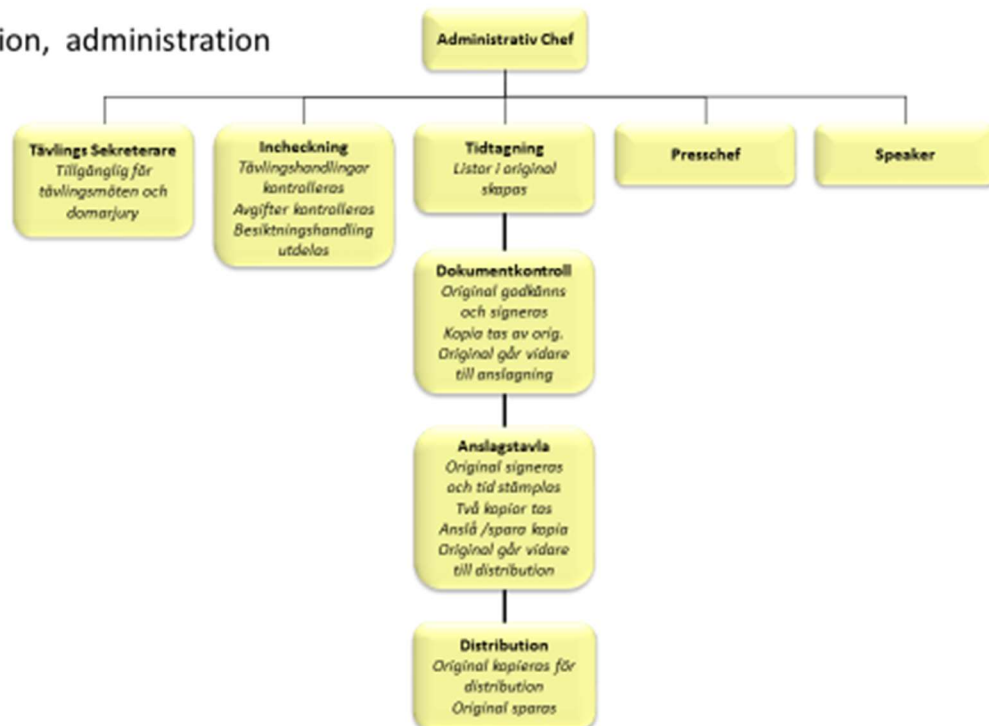 ion, administration
Administrativ Chef
Tävlings Sekreterare
Tillgänglig för
tävlingsmöten och
domarjury
Incheckning
Tävlingshandlingar
kontrolleras
Avgifter kontrolleras
Besiktningshandling
utdelas
Tidtagning
Listor i original
skapas
Presschef
Speaker
Dokumentkontroll
Original godkänns
och signeras
Kopia tas av orig.
Original går vidare
till anslagning
Anslagstavla
Original signeras
och tid stämplas
Två kopior tas
Anslå /spara kopia
Original går vidare
till distribution
Distribution
Original kopieras för
distribution
Original sparas